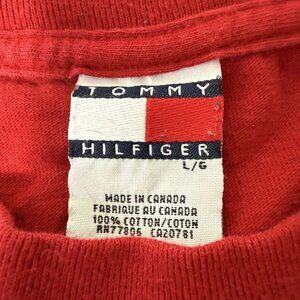 TOMMY
HILFIGER
L/G
MADE IN CANADA
FABRIQUE AU CANADA
100% COTTON/COTON
RN77806 CA20781